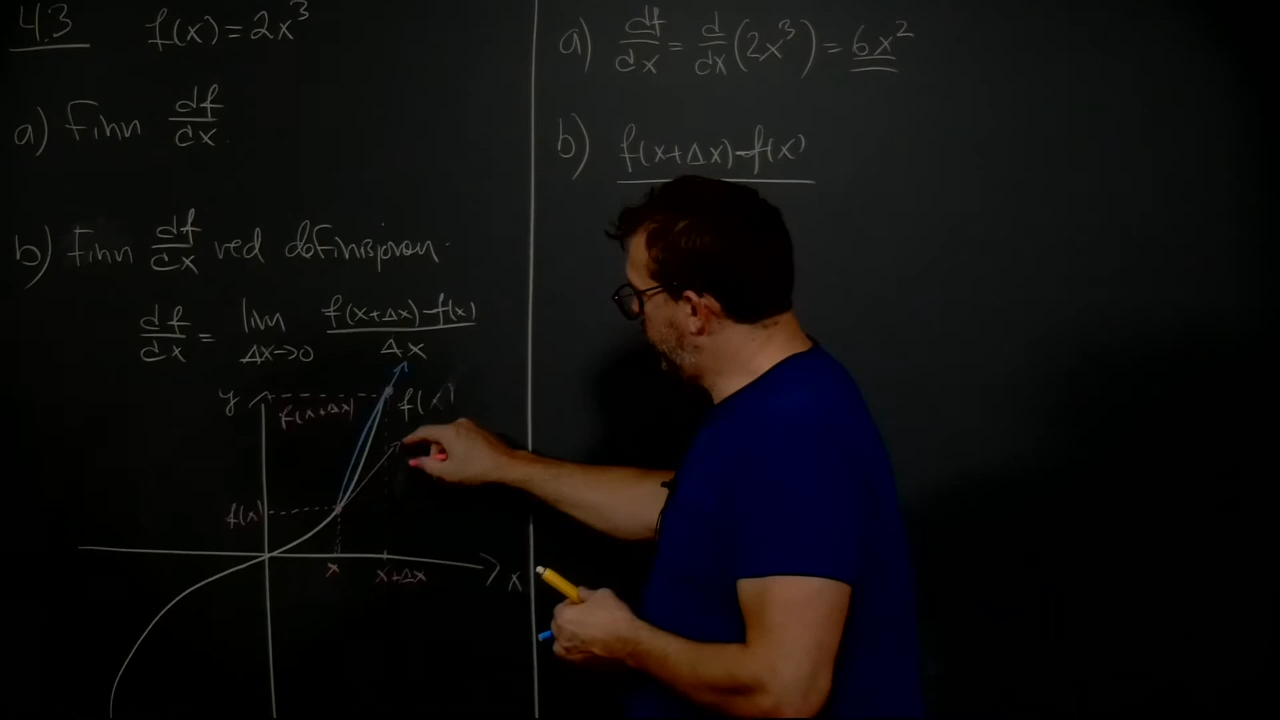 4.3 f(x) = 2x³
a) Finn df/dx.
b) Finn df/dx ved definisjonen.
df/dx = lim Δx→0 f(x+Δx)-f(x) / Δx
y
f(x+Δx)
f(x)
f(x)
x
x+Δx
x
a) df/dx = d/dx (2x³) = 6x²
b) f(x+Δx)-f(x)